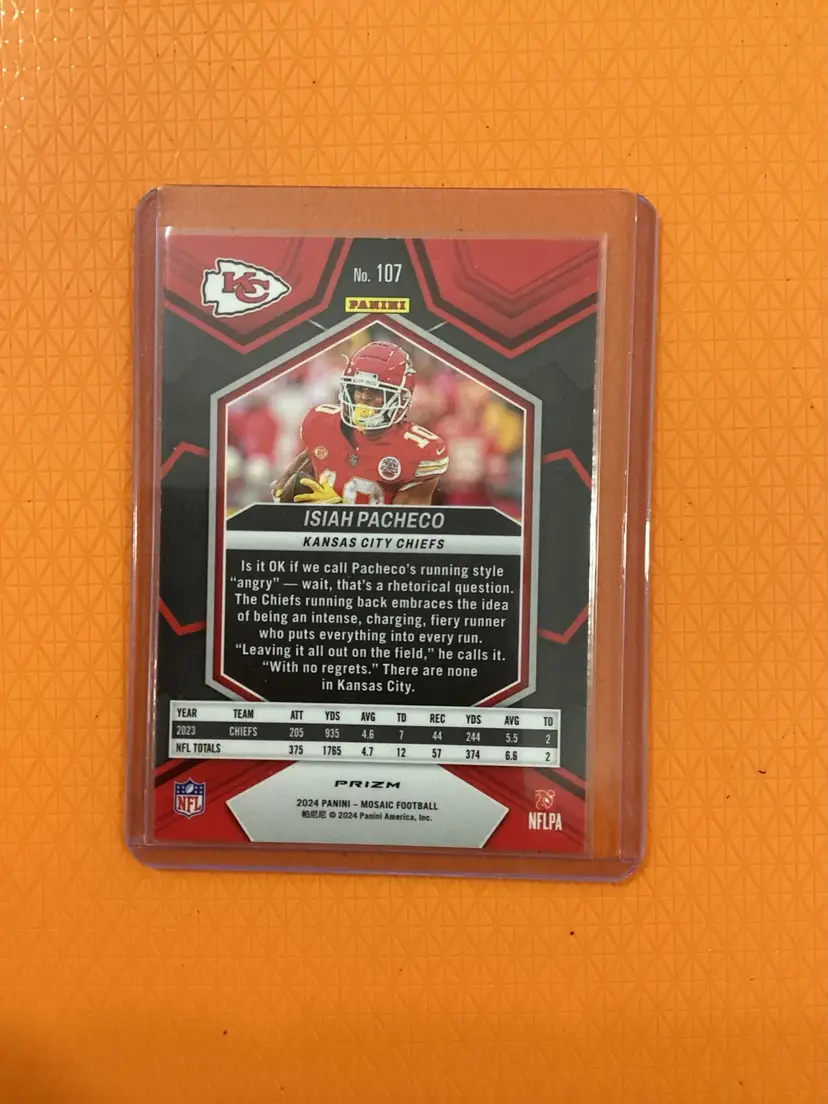 KC
No. 107
PANINI
10
10
ISIAH PACHECO
KANSAS CITY CHIEFS
Is it OK if we call Pacheco's running style
"angry" — wait, that's a rhetorical question.
The Chiefs running back embraces the idea
of being an intense, charging, fiery runner
who puts everything into every run.
"Leaving it all out on the field," he calls it.
"With no regrets." There are none
in Kansas City.
YEAR TEAM ATT YDS AVG TD REC YDS AVG TD
2023 CHIEFS 205 935 4.6 7 44 244 5.5 2
NFL TOTALS 375 1765 4.7 12 57 374 6.6 2
PRIZM
NFL
2024 PANINI – MOSAIC FOOTBALL
帕尼尼 © 2024 Panini America, Inc.
NFLPA